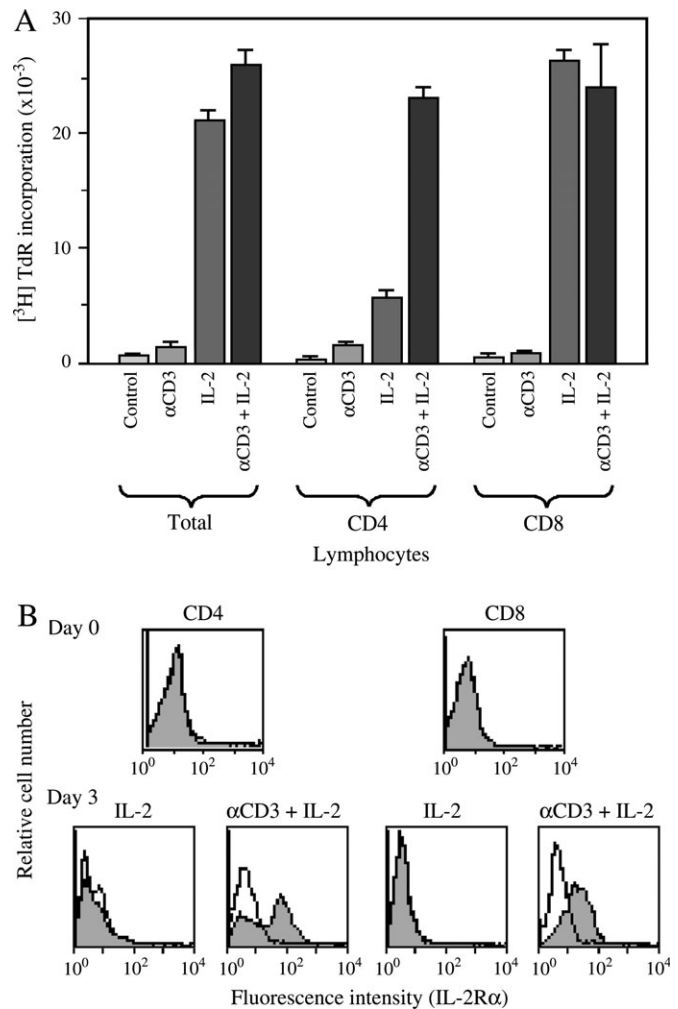 A
[³H] TdR incorporation (x10⁻³)
30
20
10
0
Control
αCD3
IL-2
αCD3 + IL-2
Control
αCD3
IL-2
αCD3 + IL-2
Control
αCD3
IL-2
αCD3 + IL-2
Total
CD4
CD8
Lymphocytes
B
Relative cell number
Day 0
CD4
CD8
10⁰ 10² 10⁴
10⁰ 10² 10⁴
Day 3
IL-2
αCD3 + IL-2
IL-2
αCD3 + IL-2
10⁰ 10² 10⁴
10⁰ 10² 10⁴
10⁰ 10² 10⁴
10⁰ 10² 10⁴
Fluorescence intensity (IL-2Rα)